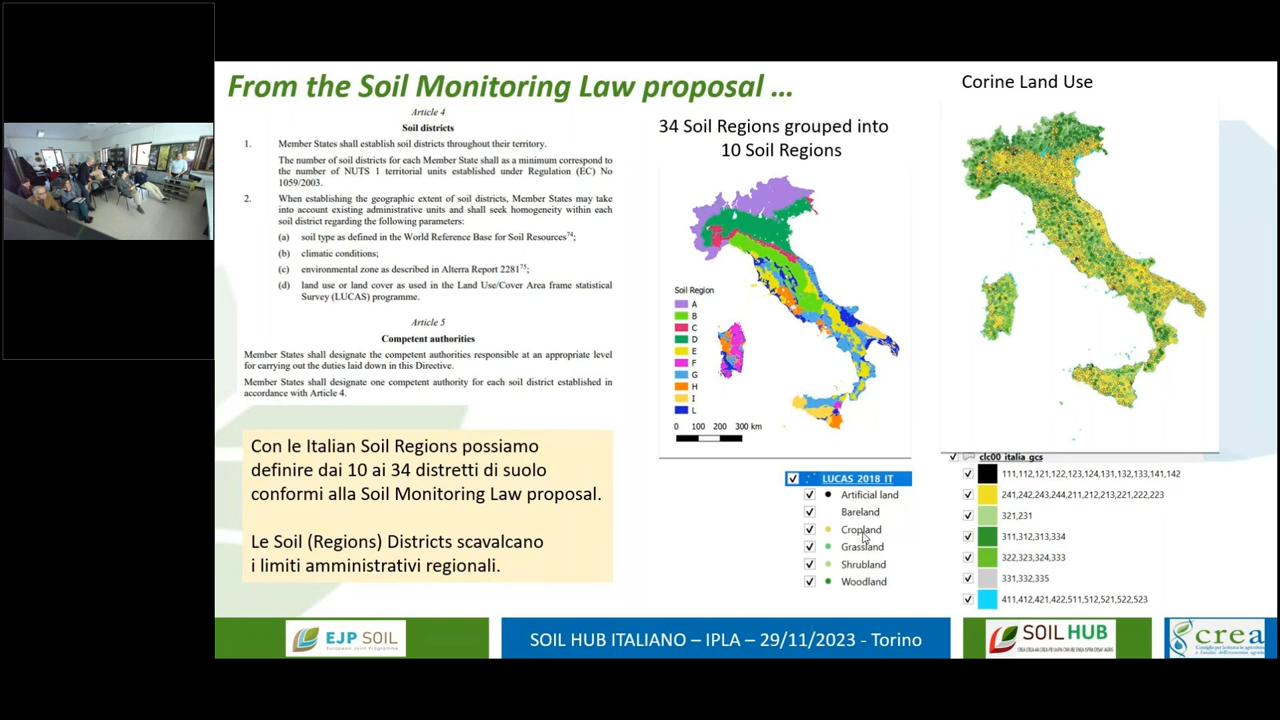 From the Soil Monitoring Law proposal …
Article 4
Soil districts
1. Member States shall establish soil districts throughout their territory.
The number of soil districts for each Member State shall as a minimum correspond to
the number of NUTS 1 territorial units established under Regulation (EC) No
1059/2003.
2. When establishing the geographic extent of soil districts, Member States may take
into account existing administrative units and shall seek homogeneity within each
soil district regarding the following parameters:
(a) soil type as defined in the World Reference Base for Soil Resources74;
(b) climatic conditions;
(c) environmental zone as described in Alterra Report 228175;
(d) land use or land cover as used in the Land Use/Cover Area frame statistical
Survey (LUCAS) programme.
Article 5
Competent authorities
Member States shall designate the competent authorities responsible at an appropriate level
for carrying out the duties laid down in this Directive.
Member States shall designate one competent authority for each soil district established in
accordance with Article 4.
Con le Italian Soil Regions possiamo
definire dai 10 ai 34 distretti di suolo
conformi alla Soil Monitoring Law proposal.
Le Soil (Regions) Districts scavalcano
i limiti amministrativi regionali.
34 Soil Regions grouped into
10 Soil Regions
Soil Region
A
B
C
D
E
F
G
H
I
L
0 100 200 300 km
LUCAS 2018 IT
Artificial land
Bareland
Cropland
Grassland
Shrubland
Woodland
Corine Land Use
clc00_italia_gcs
111,112,121,122,123,124,131,132,133,141,142
241,242,243,244,211,212,213,221,222,223
321,231
311,312,313,334
322,323,324,333
331,332,335
411,412,421,422,511,512,521,522,523
EJP SOIL
European Joint Programme
SOIL HUB ITALIANO – IPLA – 29/11/2023 - Torino
SOIL HUB
crea